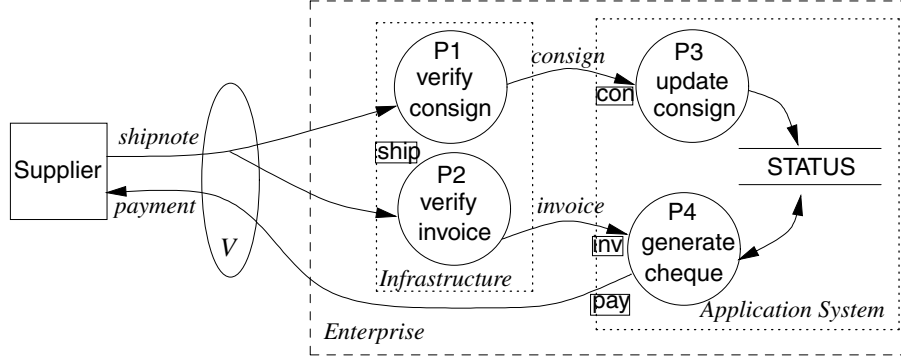 P1
verify
consign
consign
P3
update
consign
con
shipnote
ship
Supplier
STATUS
payment
P2
verify
invoice
invoice
P4
generate
cheque
inv
V
Infrastructure
pay
Application System
Enterprise